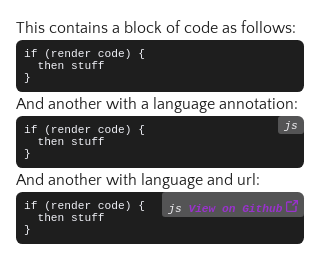 This contains a block of code as follows:
if (render code) {
  then stuff
}
And another with a language annotation:
js
if (render code) {
  then stuff
}
And another with language and url:
js View on Github
if (render code) {
  then stuff
}